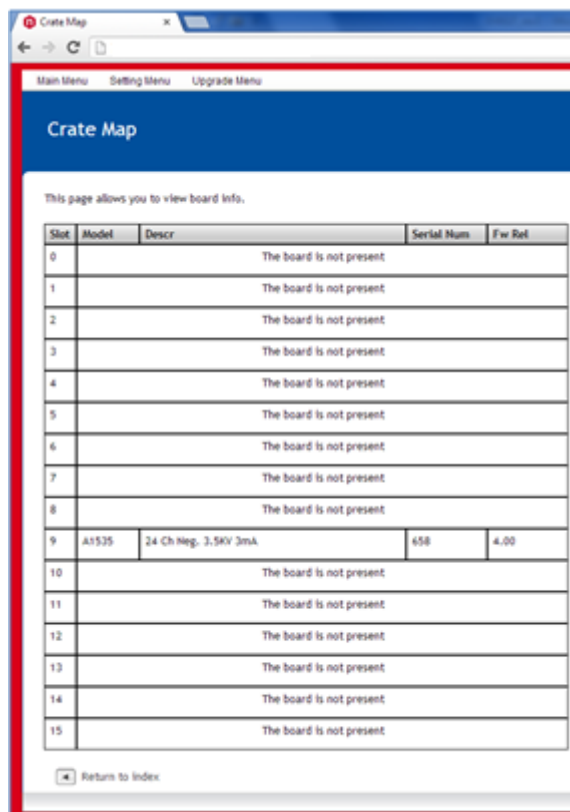 Crate Map
Main Menu Setting Menu Upgrade Menu
Crate Map
This page allows you to view board info.
Slot Model Descr Serial Num Fw Rel
0 The board is not present
1 The board is not present
2 The board is not present
3 The board is not present
4 The board is not present
5 The board is not present
6 The board is not present
7 The board is not present
8 The board is not present
9 A1535 24 Ch Neg. 3.5KV 3mA 658 4.00
10 The board is not present
11 The board is not present
12 The board is not present
13 The board is not present
14 The board is not present
15 The board is not present
Return to Index